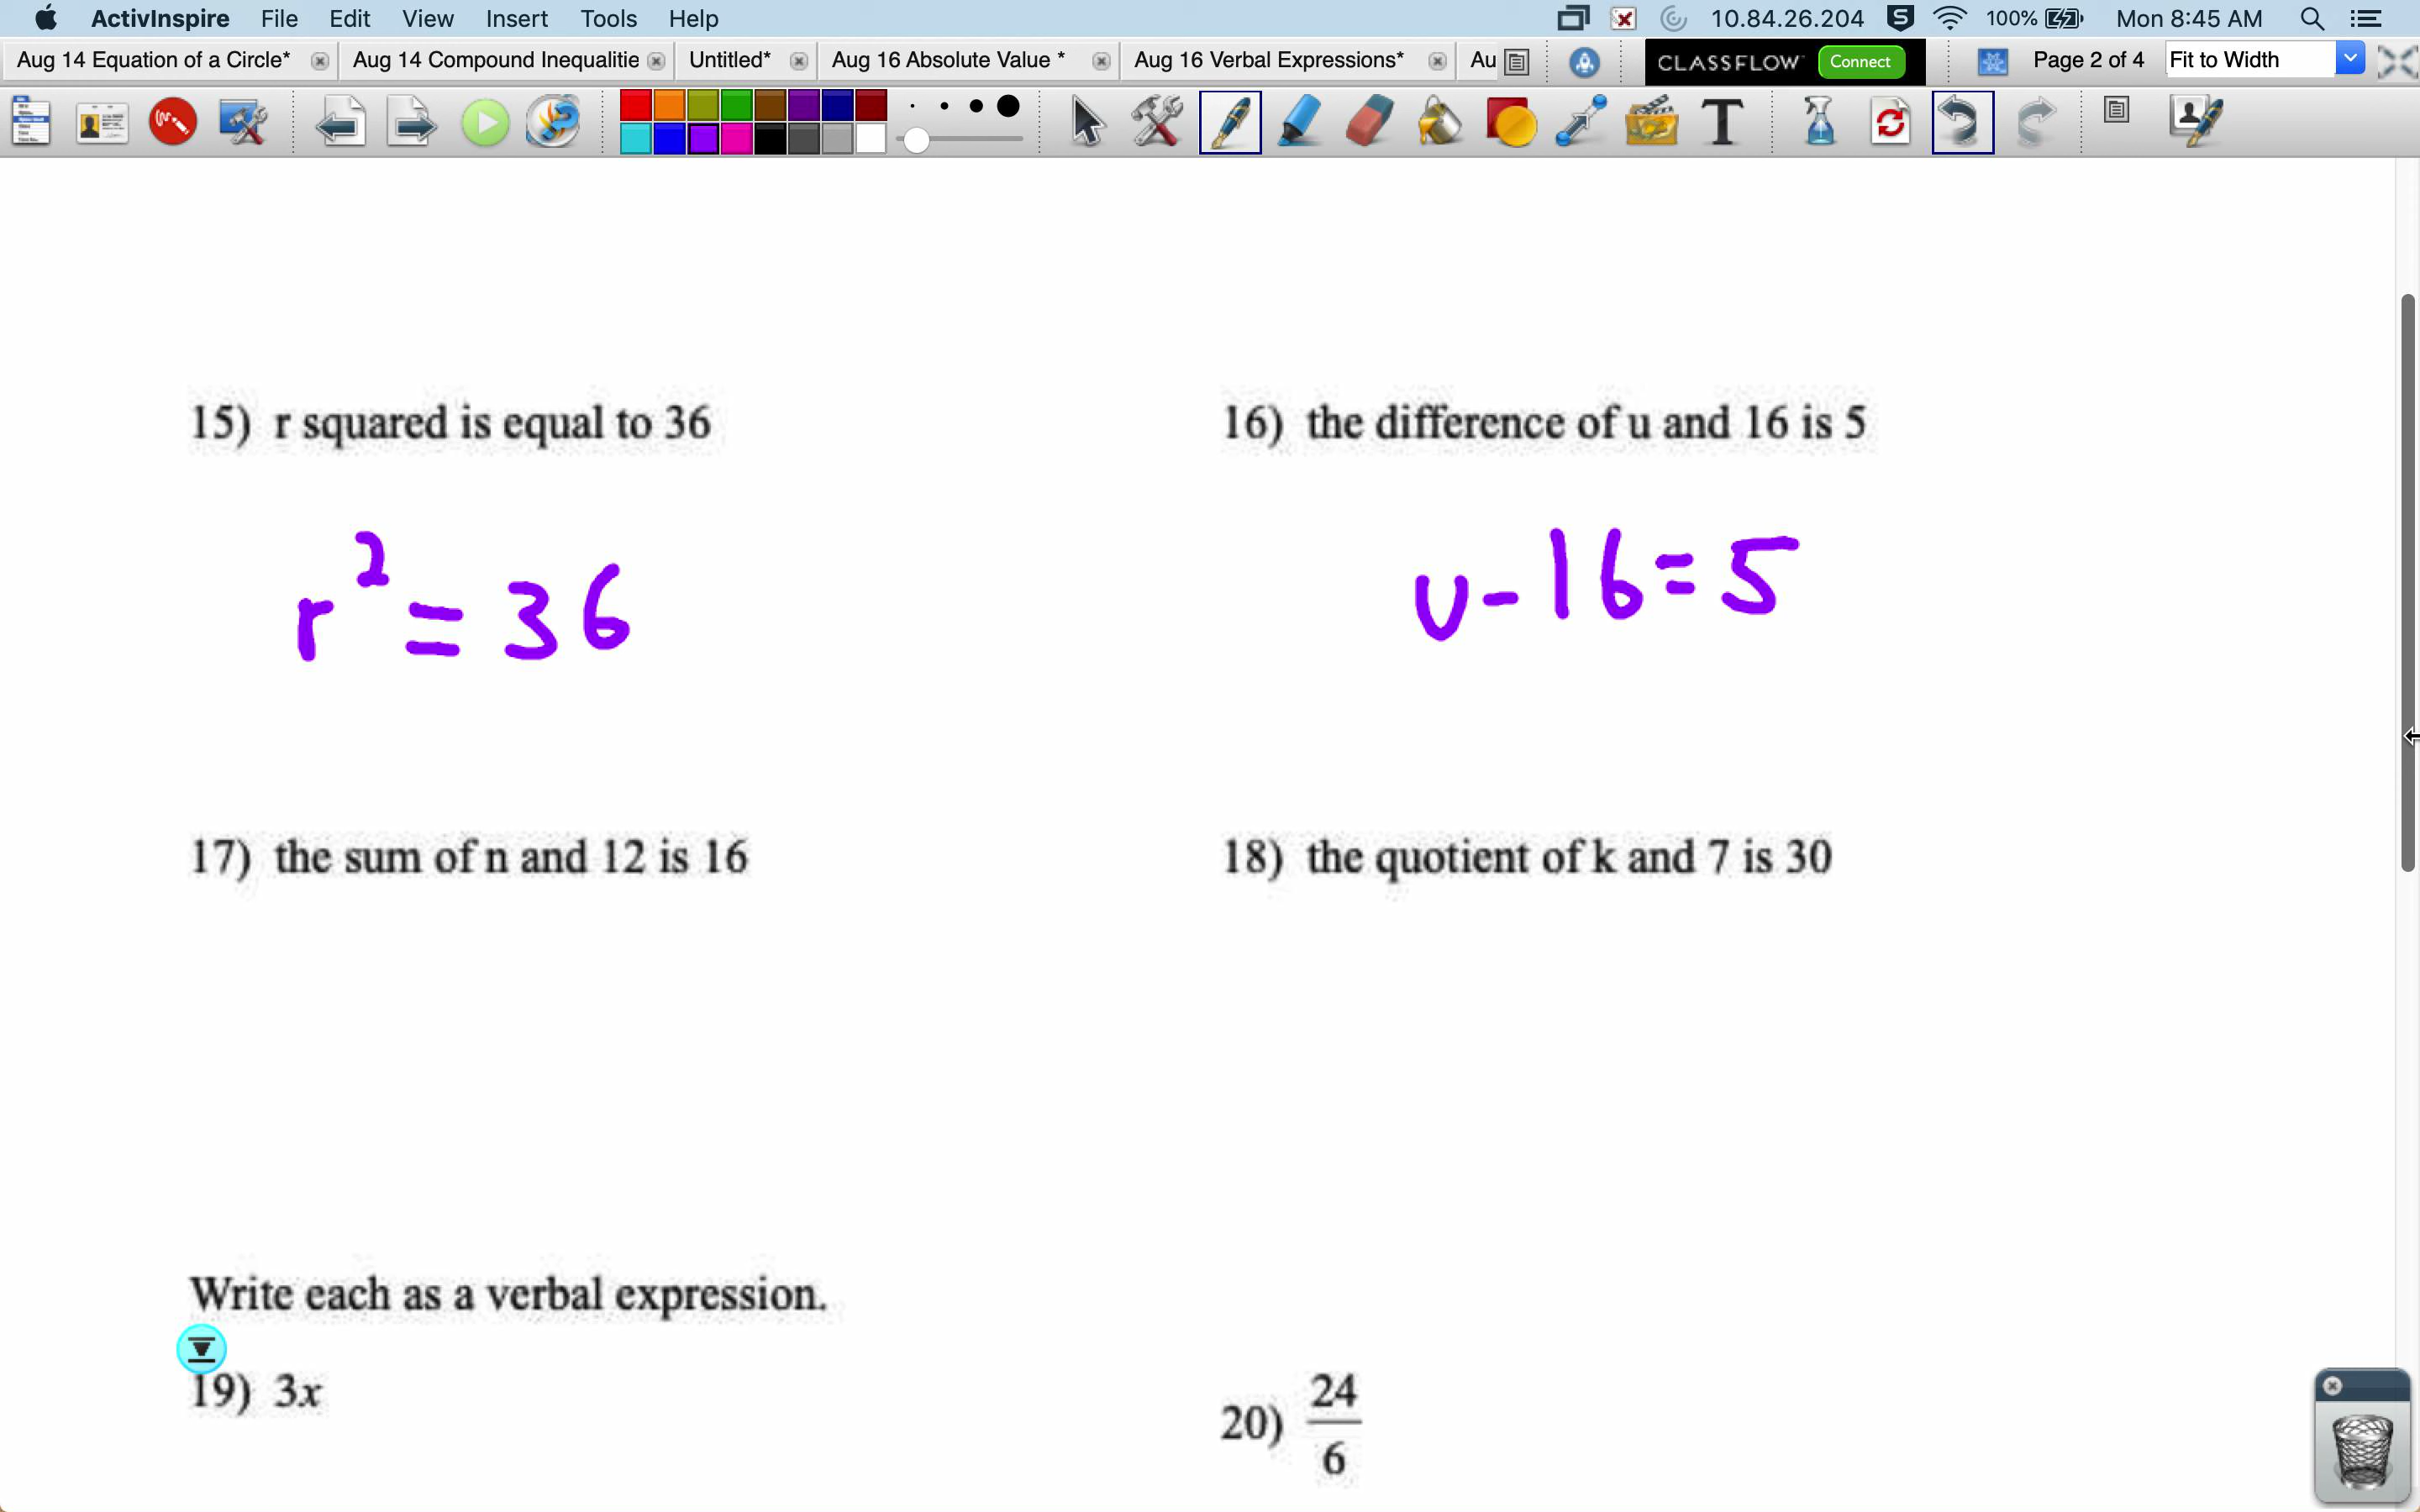 ActivInspire File Edit View Insert Tools Help 10.84.26.204 S 100% Mon 8:45 AM
Aug 14 Equation of a Circle* Aug 14 Compound Inequalitie Untitled* Aug 16 Absolute Value * Aug 16 Verbal Expressions* Au CLASSFLOW Connect Page 2 of 4 Fit to Width
T
15) r squared is equal to 36 16) the difference of u and 16 is 5
r² = 36 u - 16 = 5
17) the sum of n and 12 is 16 18) the quotient of k and 7 is 30
Write each as a verbal expression.
19) 3x 20) 24/6